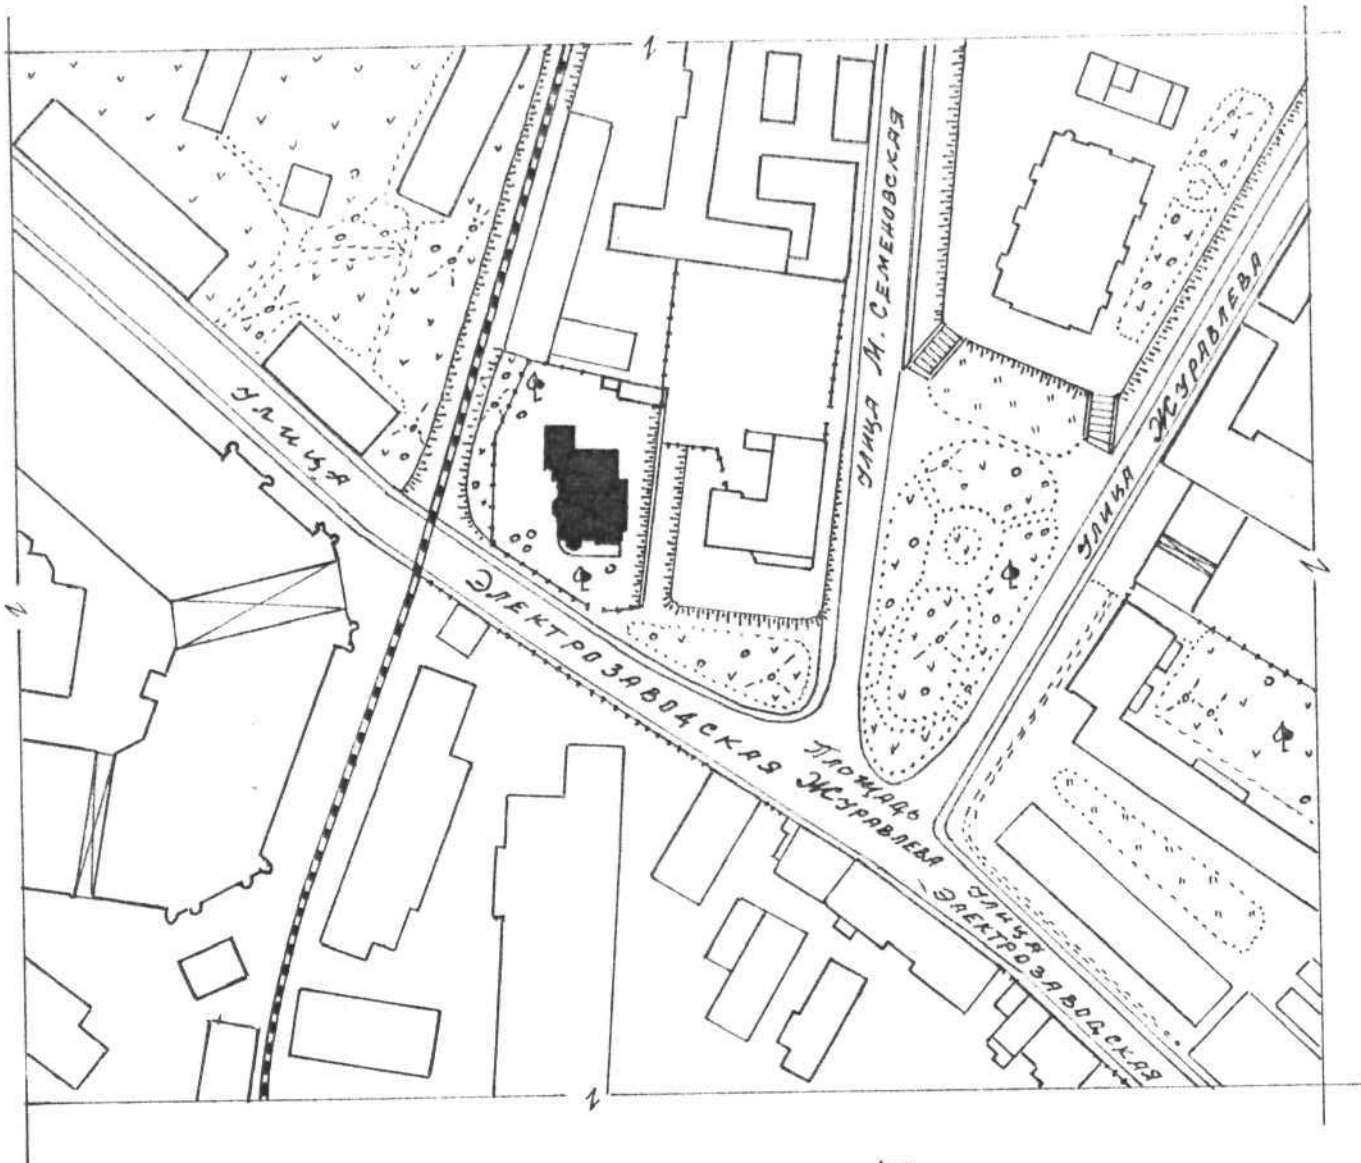 УЛИЦА М. СЕМЕНОВСКАЯ
УЛИЦА ЖУРАВЛЕВА
УЛИЦА
ЭЛЕКТРОЗАВОДСКАЯ
ПЛОЩАДЬ
ЖУРАВЛЕВА
УЛИЦА
ЭЛЕКТРОЗАВОДСКАЯ